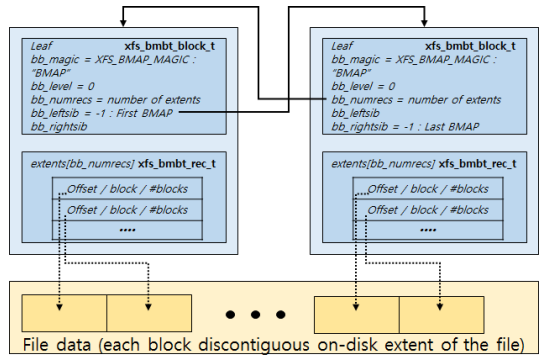 Leaf xfs_bmbt_block_t
bb_magic = XFS_BMAP_MAGIC :
"BMAP"
bb_level = 0
bb_numrecs = number of extents
bb_leftsib = -1 : First BMAP
bb_rightsib
extents[bb_numrecs] xfs_bmbt_rec_t
Offset / block / #blocks
Offset / block / #blocks
....
Leaf xfs_bmbt_block_t
bb_magic = XFS_BMAP_MAGIC :
"BMAP"
bb_level = 0
bb_numrecs = number of extents
bb_leftsib
bb_rightsib = -1 : Last BMAP
extents[bb_numrecs] xfs_bmbt_rec_t
Offset / block / #blocks
Offset / block / #blocks
....
File data (each block discontiguous on-disk extent of the file)